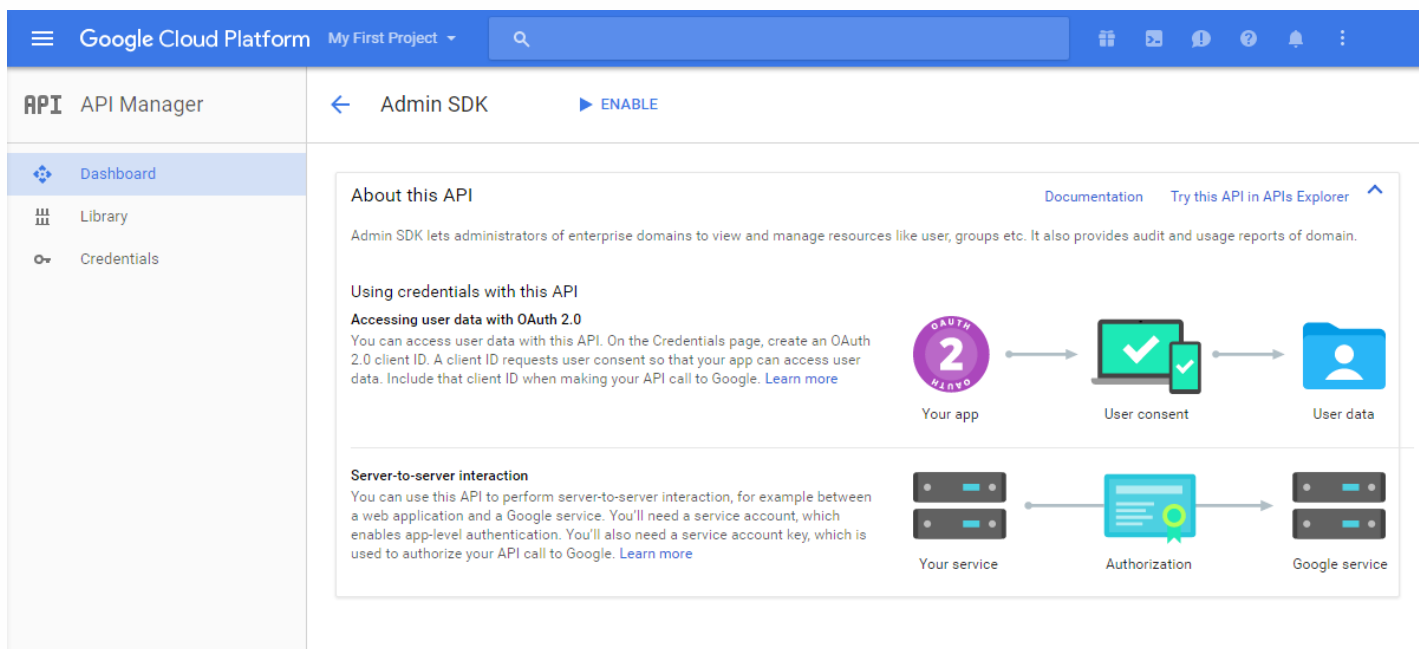 Google Cloud Platform My First Project
API API Manager
Admin SDK ENABLE
Dashboard
Library
Credentials
About this API
Documentation Try this API in APIs Explorer
Admin SDK lets administrators of enterprise domains to view and manage resources like user, groups etc. It also provides audit and usage reports of domain.
Using credentials with this API
Accessing user data with OAuth 2.0
You can access user data with this API. On the Credentials page, create an OAuth
2.0 client ID. A client ID requests user consent so that your app can access user
data. Include that client ID when making your API call to Google. Learn more
OAUTH
2
OAUTH
Your app
User consent
User data
Server-to-server interaction
You can use this API to perform server-to-server interaction, for example between
a web application and a Google service. You'll need a service account, which
enables app-level authentication. You'll also need a service account key, which is
used to authorize your API call to Google. Learn more
Your service
Authorization
Google service